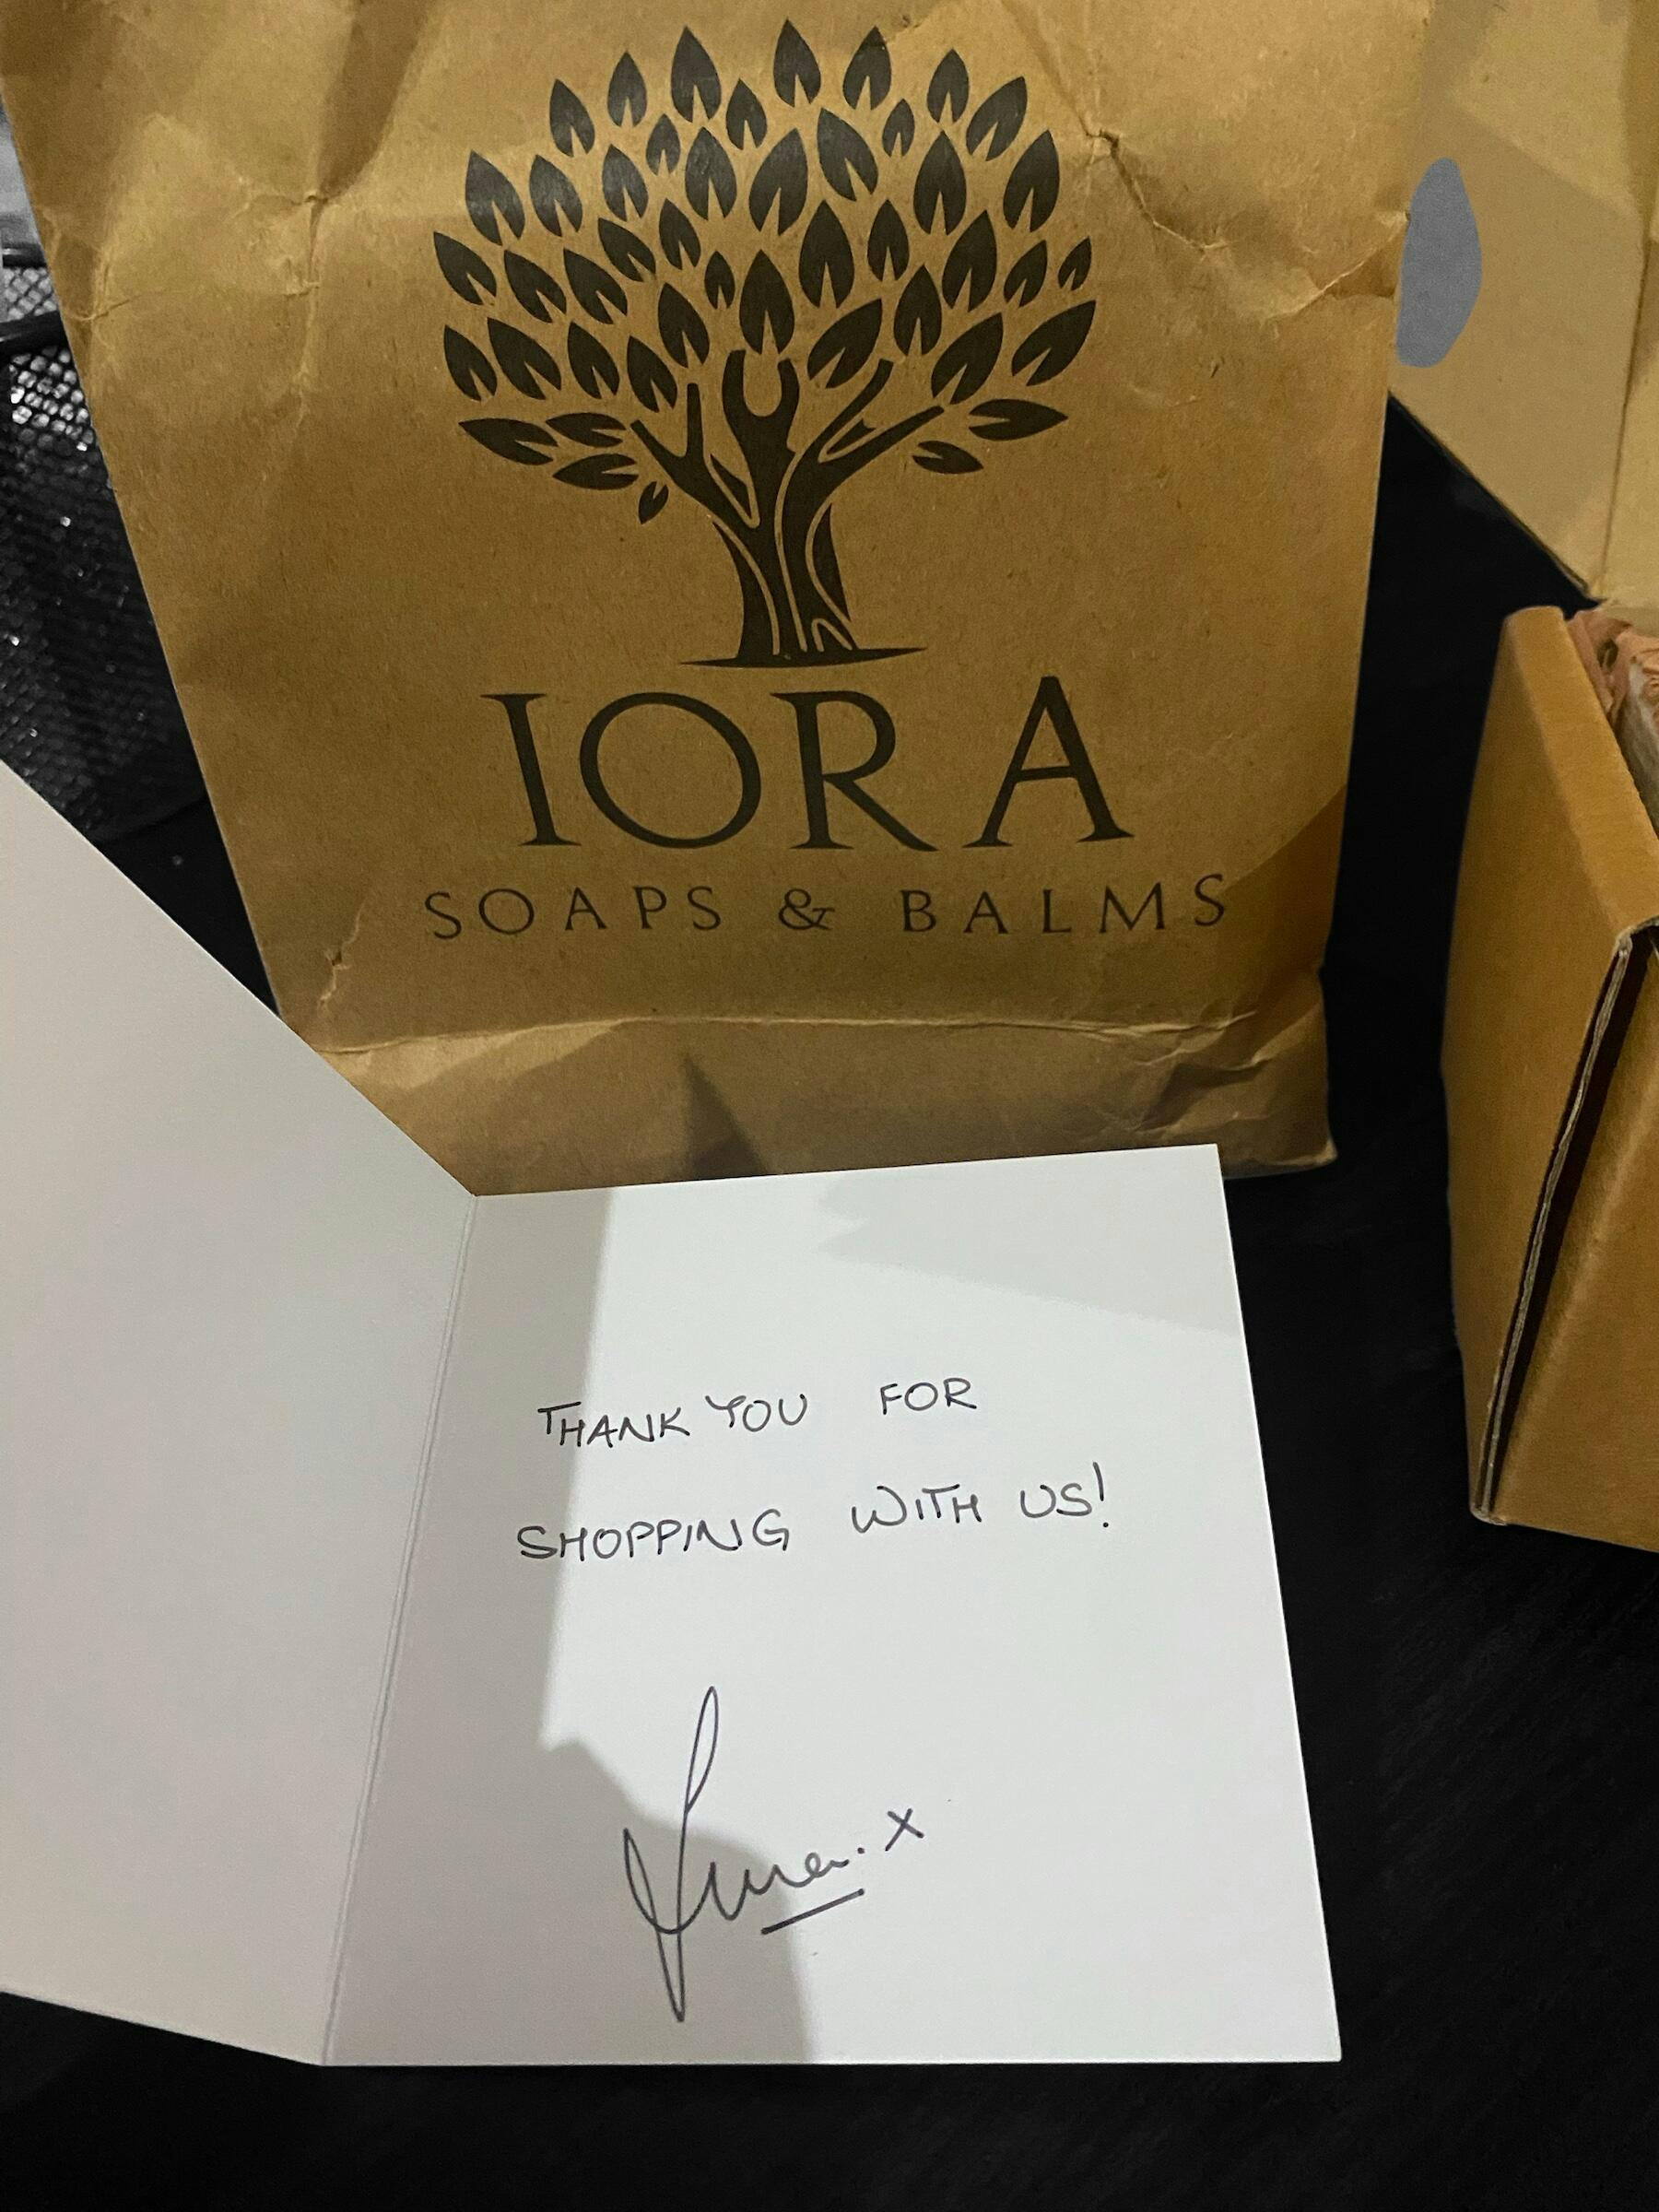 IORA
SOAPS & BALMS
THANK YOU FOR
SHOPPING WITH US!
x